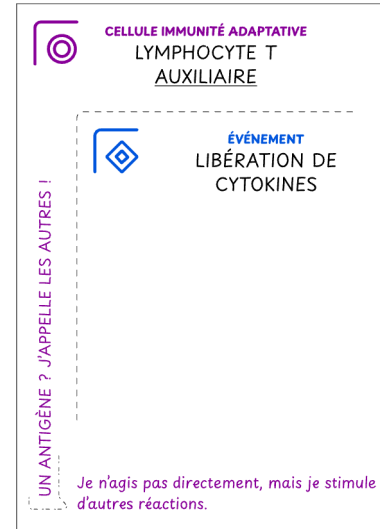 CELLULE IMMUNITÉ ADAPTATIVE
LYMPHOCYTE T
AUXILIAIRE
ÉVÉNEMENT
LIBÉRATION DE
CYTOKINES
UN ANTIGÈNE ? J'APPELLE LES AUTRES !
Je n'agis pas directement, mais je stimule
d'autres réactions.